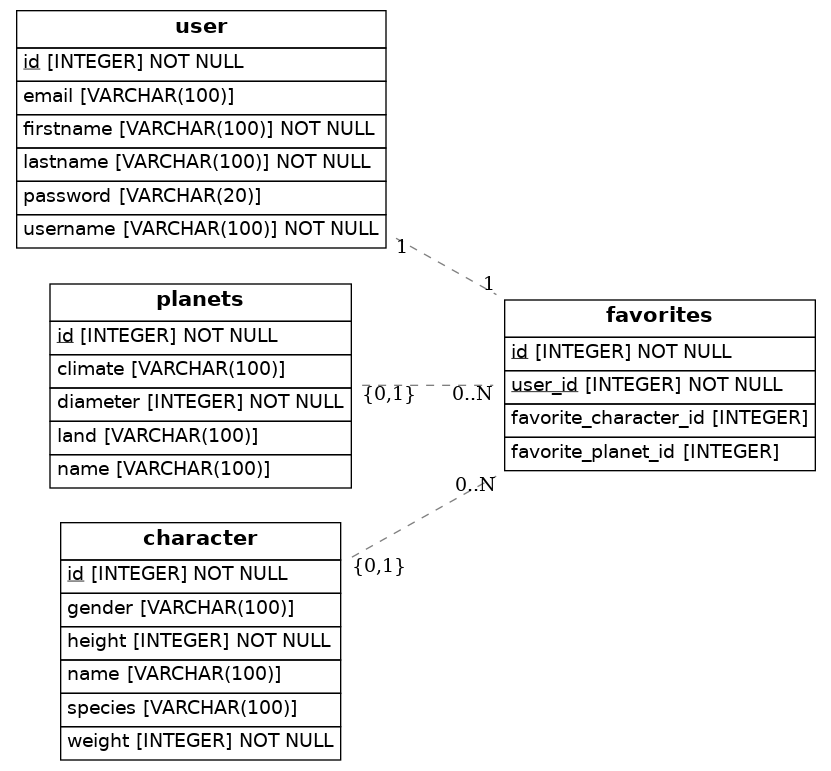 user
id [INTEGER] NOT NULL
email [VARCHAR(100)]
firstname [VARCHAR(100)] NOT NULL
lastname [VARCHAR(100)] NOT NULL
password [VARCHAR(20)]
username [VARCHAR(100)] NOT NULL
1
1
planets
id [INTEGER] NOT NULL
climate [VARCHAR(100)]
diameter [INTEGER] NOT NULL
land [VARCHAR(100)]
name [VARCHAR(100)]
{0,1}
0..N
favorites
id [INTEGER] NOT NULL
user_id [INTEGER] NOT NULL
favorite_character_id [INTEGER]
favorite_planet_id [INTEGER]
0..N
{0,1}
character
id [INTEGER] NOT NULL
gender [VARCHAR(100)]
height [INTEGER] NOT NULL
name [VARCHAR(100)]
species [VARCHAR(100)]
weight [INTEGER] NOT NULL